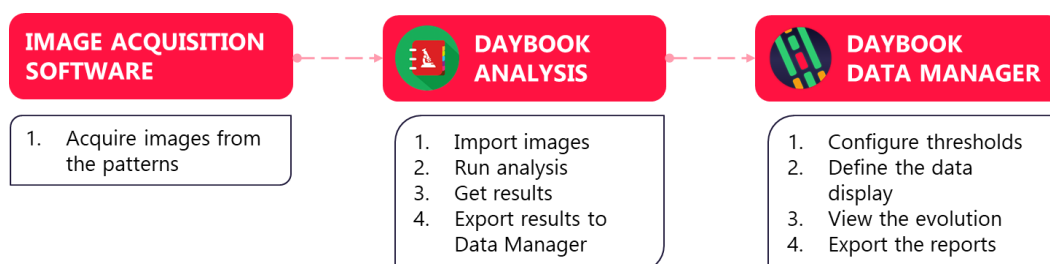 IMAGE ACQUISITION
SOFTWARE
1. Acquire images from
the patterns
DAYBOOK
ANALYSIS
1. Import images
2. Run analysis
3. Get results
4. Export results to
Data Manager
DAYBOOK
DATA MANAGER
1. Configure thresholds
2. Define the data
display
3. View the evolution
4. Export the reports